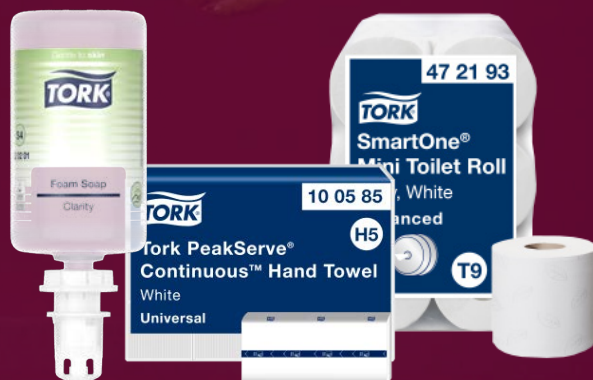 Gentle to skin
TORK
S4
Foam Soap
Clarity
TORK
10 05 85
H5
Tork PeakServe®
Continuous™ Hand Towel
White
Universal
47 21 93
TORK
SmartOne®
Mini Toilet Roll
White
T9